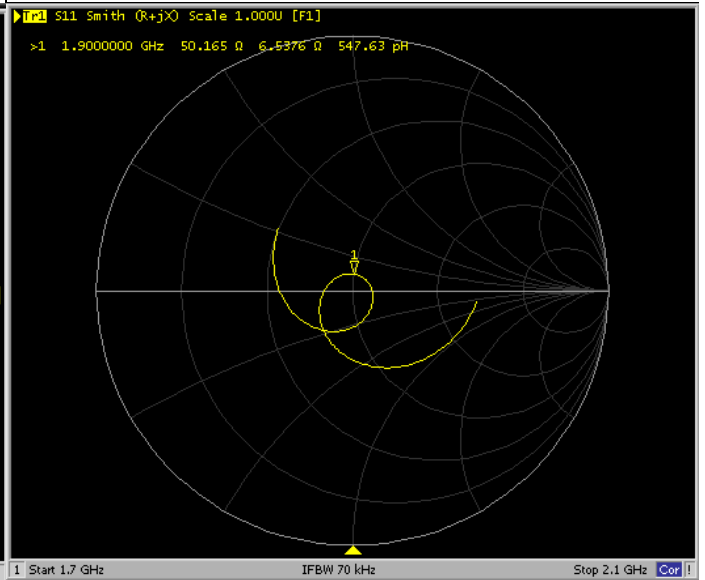 Tr1 S11 Smith (R+jX) Scale 1.000U [F1]
>1 1.9000000 GHz 50.165 Ω 6.5376 Ω 547.63 pH
1
1 Start 1.7 GHz IFBW 70 kHz Stop 2.1 GHz Cor !